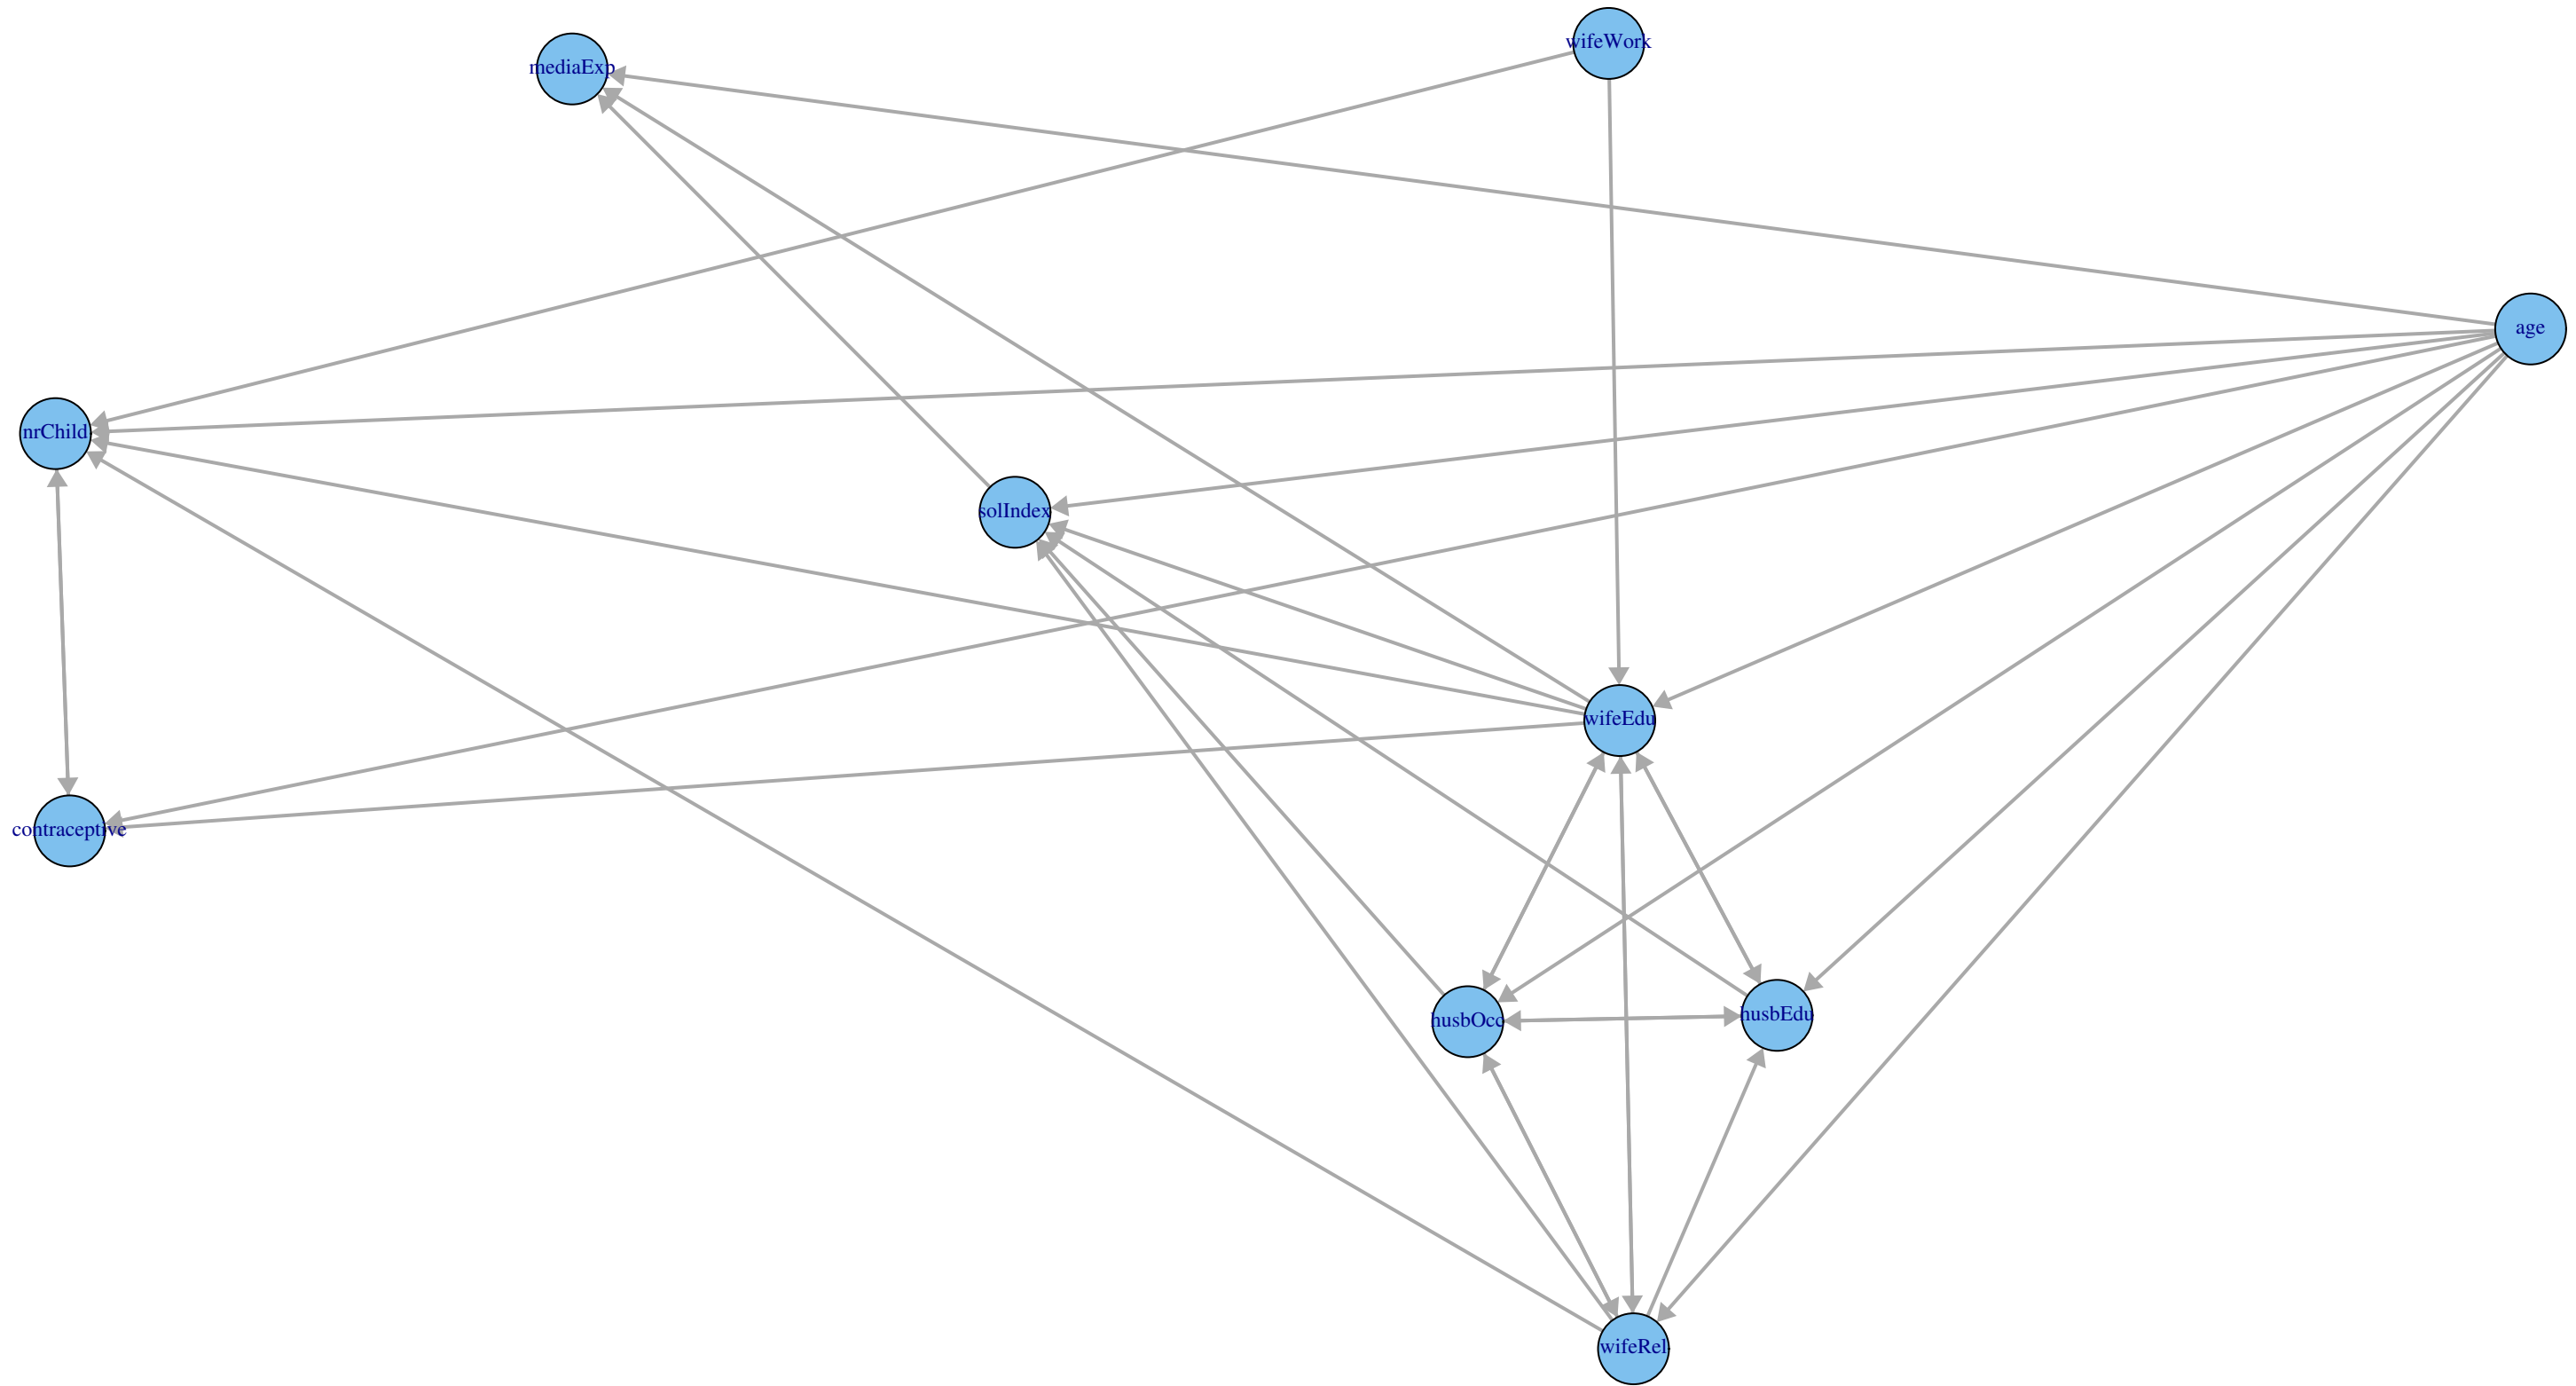 wifeWork
mediaExp
age
nrChild
solIndex
wifeEdu
contraceptive
husbEdu
husbOcc
wifeRel